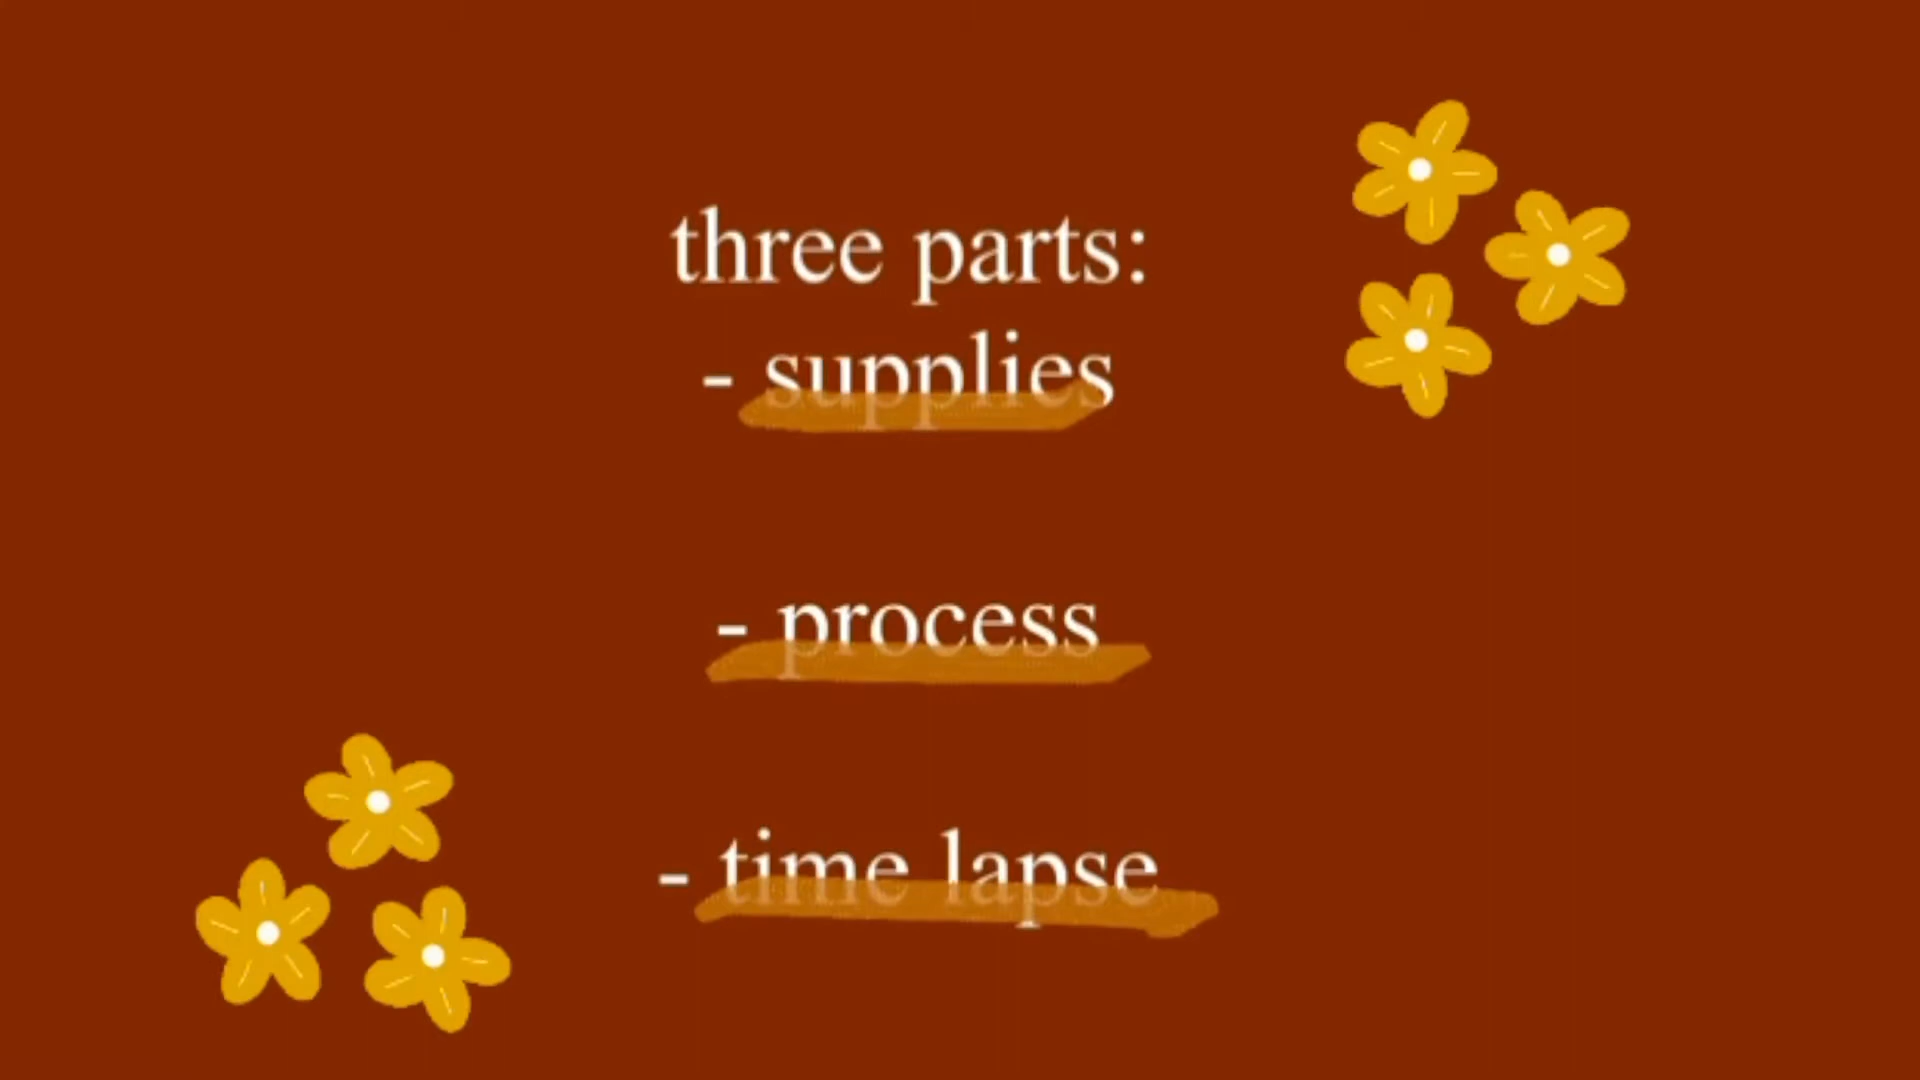 three parts:
- supplies
- process
- time lapse